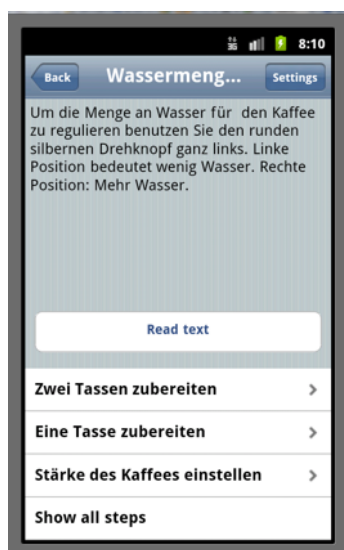 3G 8:10
Back Wassermeng... Settings
Um die Menge an Wasser für den Kaffee
zu regulieren benutzen Sie den runden
silbernen Drehknopf ganz links. Linke
Position bedeutet wenig Wasser. Rechte
Position: Mehr Wasser.
Read text
Zwei Tassen zubereiten
Eine Tasse zubereiten
Stärke des Kaffees einstellen
Show all steps